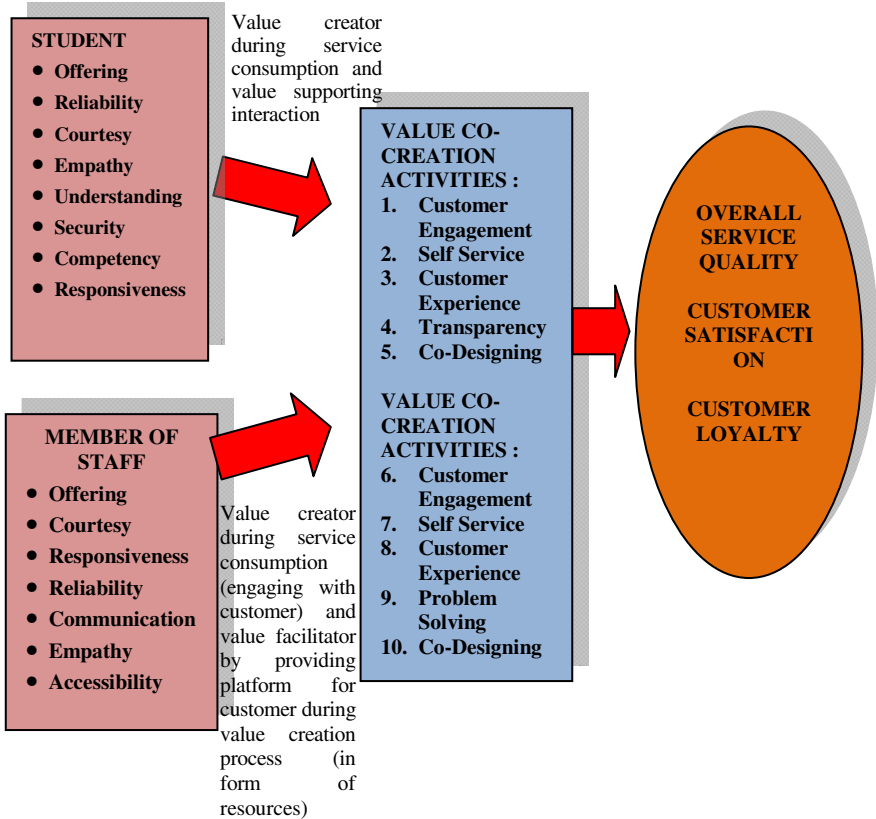 STUDENT
• Offering
• Reliability
• Courtesy
• Empathy
• Understanding
• Security
• Competency
• Responsiveness
Value creator
during service
consumption and
value supporting
interaction
MEMBER OF
STAFF
• Offering
• Courtesy
• Responsiveness
• Reliability
• Communication
• Empathy
• Accessibility
Value creator
during service
consumption
(engaging with
customer) and
value facilitator
by providing
platform for
customer during
value creation
process (in
form of
resources)
VALUE CO-
CREATION
ACTIVITIES :
1. Customer
Engagement
2. Self Service
3. Customer
Experience
4. Transparency
5. Co-Designing
VALUE CO-
CREATION
ACTIVITIES :
6. Customer
Engagement
7. Self Service
8. Customer
Experience
9. Problem
Solving
10. Co-Designing
OVERALL
SERVICE
QUALITY
CUSTOMER
SATISFACTI
ON
CUSTOMER
LOYALTY